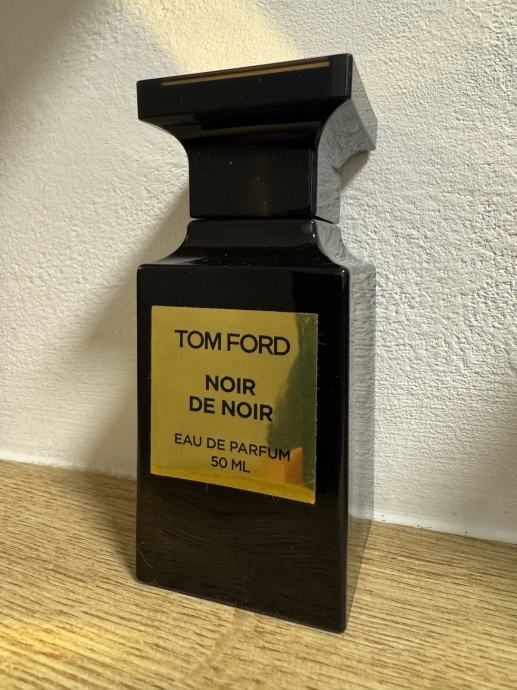 TOM FORD
NOIR
DE NOIR
EAU DE PARFUM
50 ML